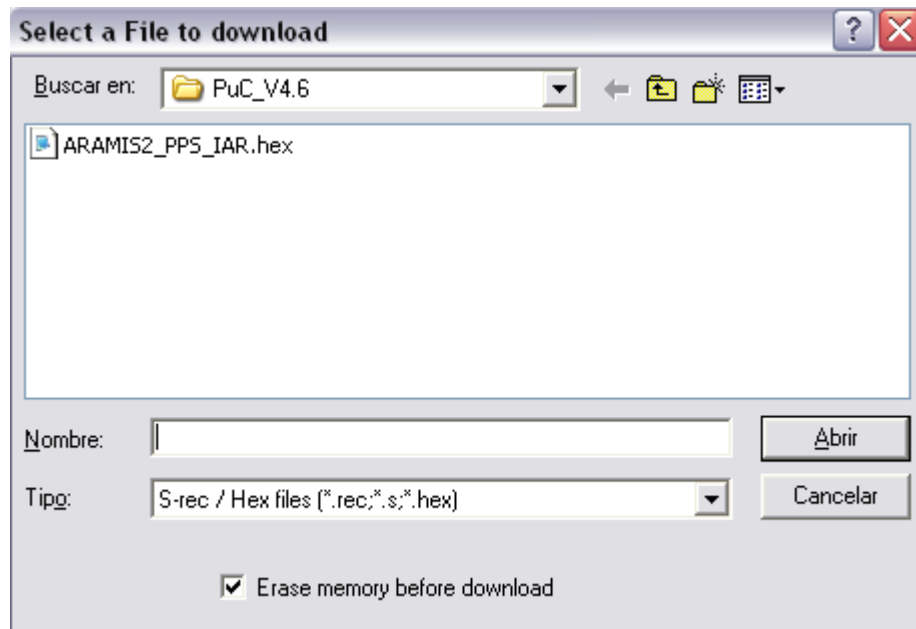 Select a File to download
Buscar en: PuC_V4.6
ARAMIS2_PPS_IAR.hex
Nombre: Abrir
Tipo: S-rec / Hex files (*.rec;*.s;*.hex) Cancelar
Erase memory before download